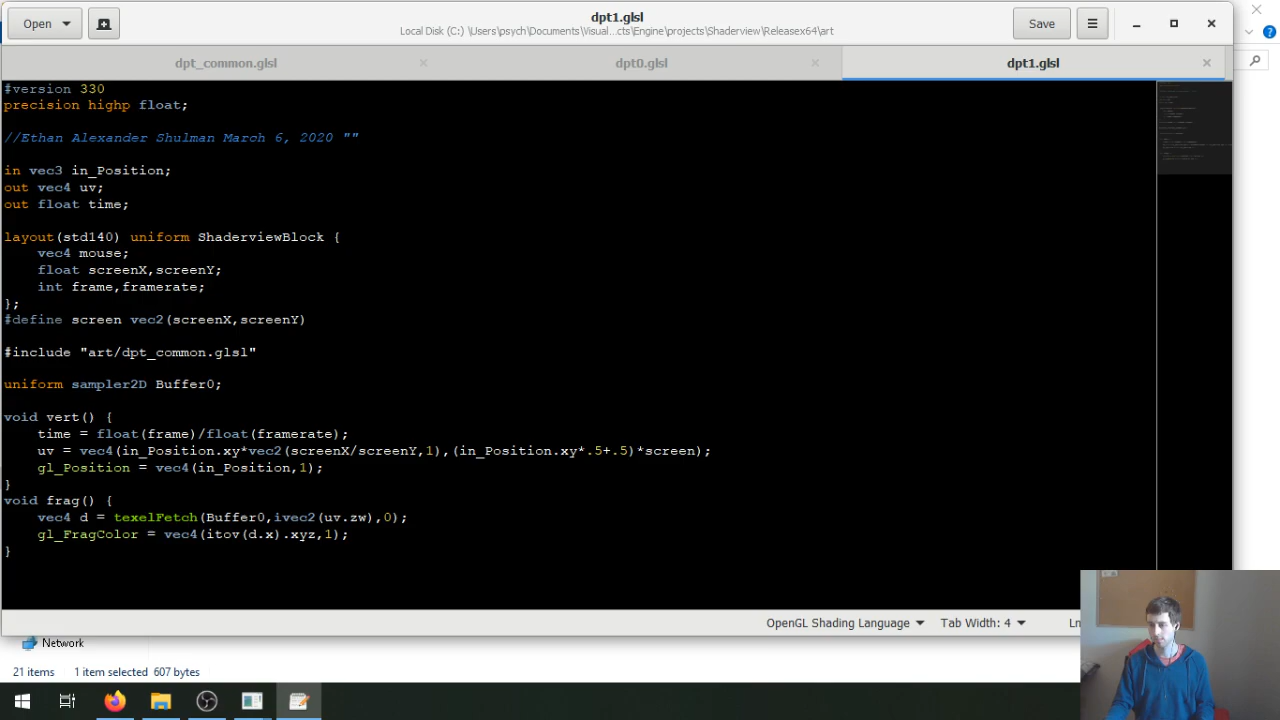 Open
dpt1.glsl
Local Disk (C:) \Users\psych\Documents\Visual...cts\Engine\projects\Shaderview\Releasex64\art
Save
dpt_common.glsl
dpt0.glsl
dpt1.glsl
#version 330
precision highp float;
//Ethan Alexander Shulman March 6, 2020 ""
in vec3 in_Position;
out vec4 uv;
out float time;
layout(std140) uniform ShaderviewBlock {
    vec4 mouse;
    float screenX,screenY;
    int frame,framerate;
};
#define screen vec2(screenX,screenY)
#include "art/dpt_common.glsl"
uniform sampler2D Buffer0;
void vert() {
    time = float(frame)/float(framerate);
    uv = vec4(in_Position.xy*vec2(screenX/screenY,1),(in_Position.xy*.5+.5)*screen);
    gl_Position = vec4(in_Position,1);
}
void frag() {
    vec4 d = texelFetch(Buffer0,ivec2(uv.zw),0);
    gl_FragColor = vec4(itov(d.x).xyz,1);
}
OpenGL Shading Language
Tab Width: 4
Ln
Network
21 items
1 item selected 607 bytes